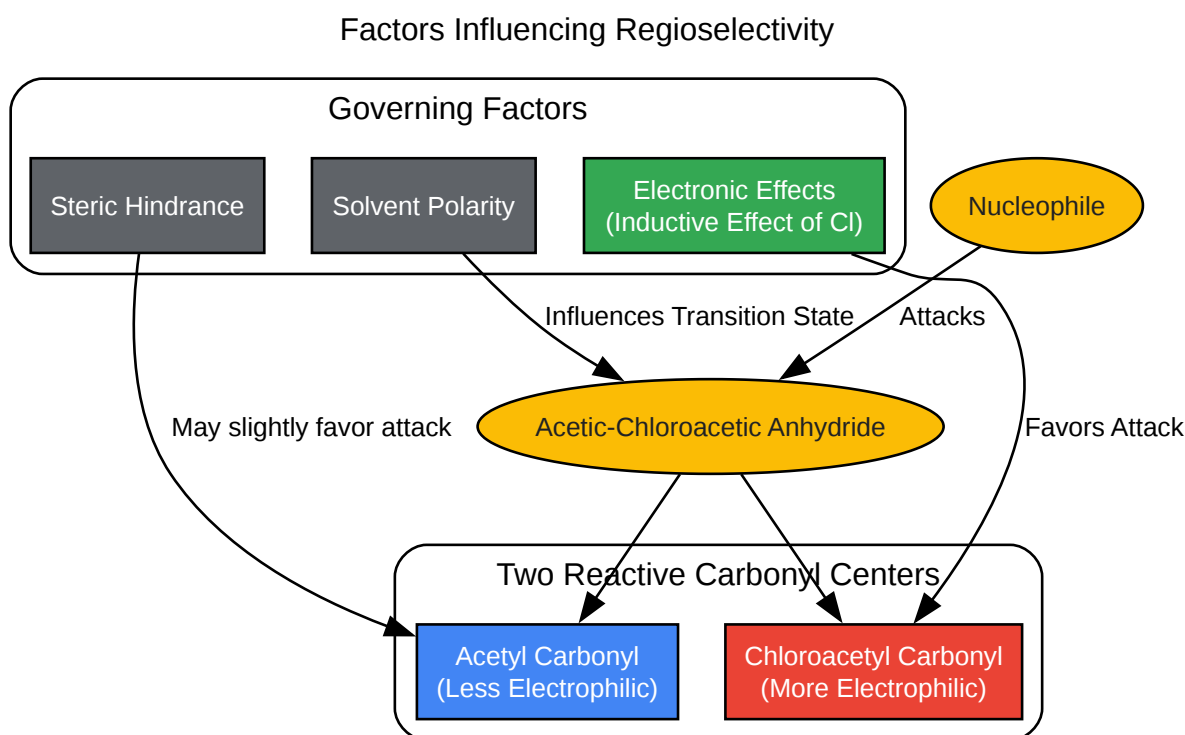 Factors Influencing Regioselectivity
Governing Factors
Steric Hindrance
Solvent Polarity
Electronic Effects
(Inductive Effect of Cl)
Nucleophile
Influences Transition State
Attacks
May slightly favor attack
Acetic-Chloroacetic Anhydride
Favors Attack
Two Reactive Carbonyl Centers
Acetyl Carbonyl
(Less Electrophilic)
Chloroacetyl Carbonyl
(More Electrophilic)